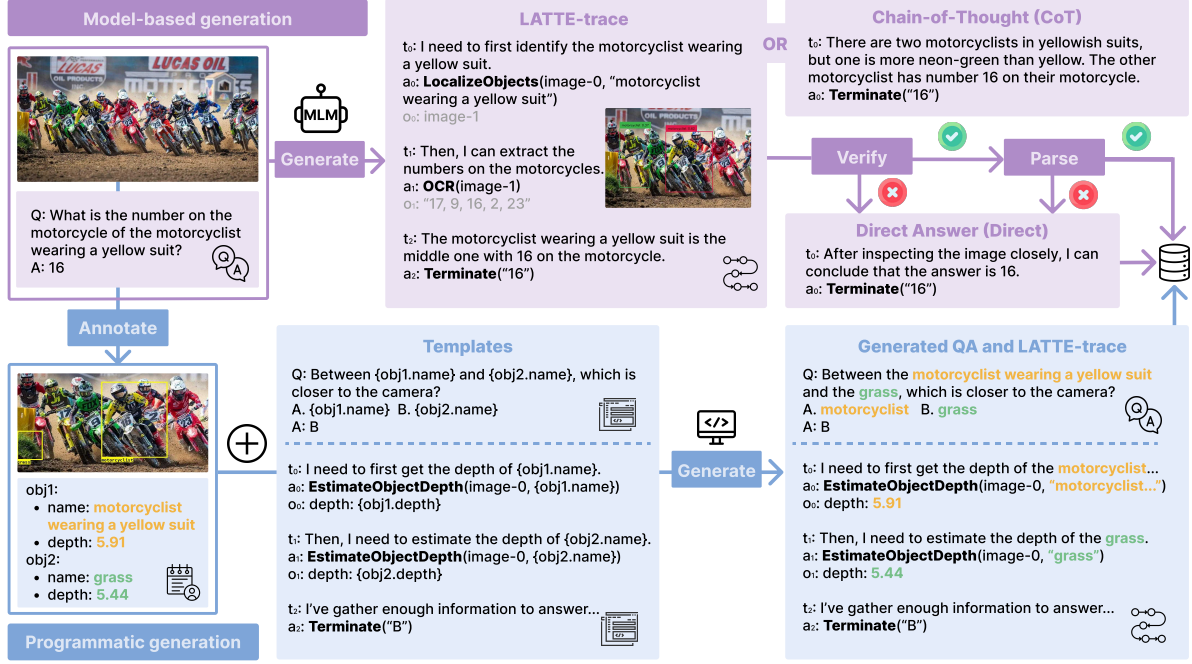 Model-based generation
LUCAS
OIL PRODUCTS
LUCAS OIL
Q: What is the number on the
motorcycle of the motorcyclist
wearing a yellow suit?
A: 16
Q
A
MLM
Generate
LATTE-trace
t₀: I need to first identify the motorcyclist wearing
a yellow suit.
a₀: LocalizeObjects(image-0, “motorcyclist
wearing a yellow suit”)
o₀: image-1
t₁: Then, I can extract the
numbers on the motorcycles.
a₁: OCR(image-1)
o₁: “17, 9, 16, 2, 23”
t₂: The motorcyclist wearing a yellow suit is the
middle one with 16 on the motorcycle.
a₂: Terminate(“16”)
OR
Chain-of-Thought (CoT)
t₀: There are two motorcyclists in yellowish suits,
but one is more neon-green than yellow. The other
motorcyclist has number 16 on their motorcycle.
a₀: Terminate(“16”)
Verify
Parse
Direct Answer (Direct)
t₀: After inspecting the image closely, I can
conclude that the answer is 16.
a₀: Terminate(“16”)
Annotate
obj1:
• name: motorcyclist
wearing a yellow suit
• depth: 5.91
obj2:
• name: grass
• depth: 5.44
Programmatic generation
Templates
Q: Between {obj1.name} and {obj2.name}, which is
closer to the camera?
A. {obj1.name} B. {obj2.name}
A: B
t₀: I need to first get the depth of {obj1.name}.
a₀: EstimateObjectDepth(image-0, {obj1.name})
o₀: depth: {obj1.depth}
t₁: Then, I need to estimate the depth of {obj2.name}.
a₁: EstimateObjectDepth(image-0, {obj2.name})
o₁: depth: {obj2.depth}
t₂: I’ve gather enough information to answer...
a₂: Terminate(“B”)
</>
Generate
Generated QA and LATTE-trace
Q: Between the motorcyclist wearing a yellow suit
and the grass, which is closer to the camera?
A. motorcyclist B. grass
A: B
Q
A
t₀: I need to first get the depth of the motorcyclist...
a₀: EstimateObjectDepth(image-0, “motorcyclist...”)
o₀: depth: 5.91
t₁: Then, I need to estimate the depth of the grass.
a₁: EstimateObjectDepth(image-0, “grass”)
o₁: depth: 5.44
t₂: I’ve gather enough information to answer...
a₂: Terminate(“B”)